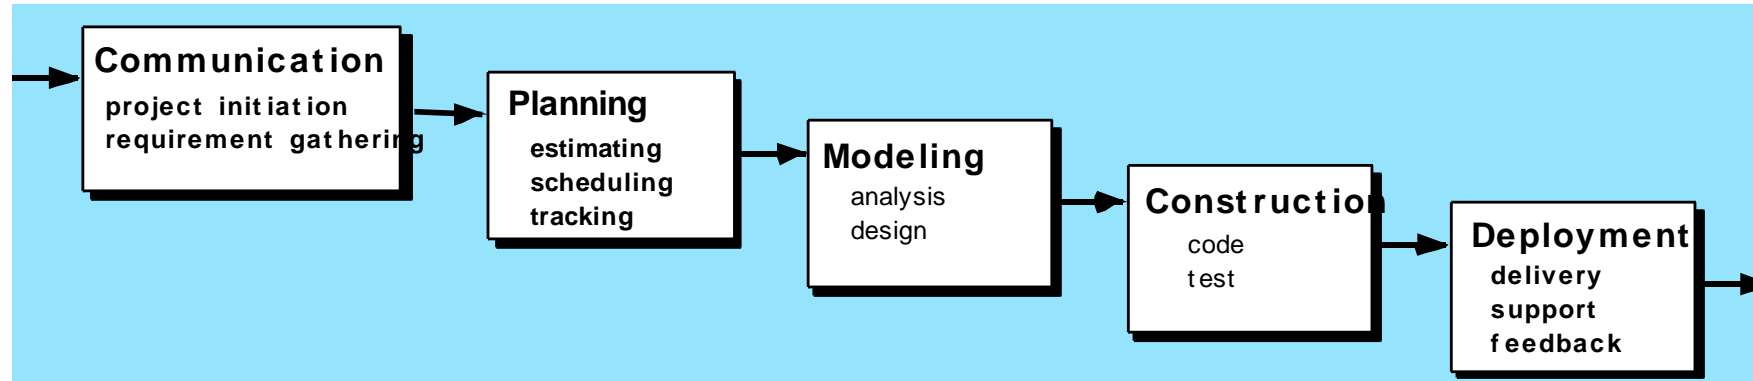 Communication
project initiation
requirement gathering
Planning
estimating
scheduling
tracking
Modeling
analysis
design
Construction
code
test
Deployment
delivery
support
feedback